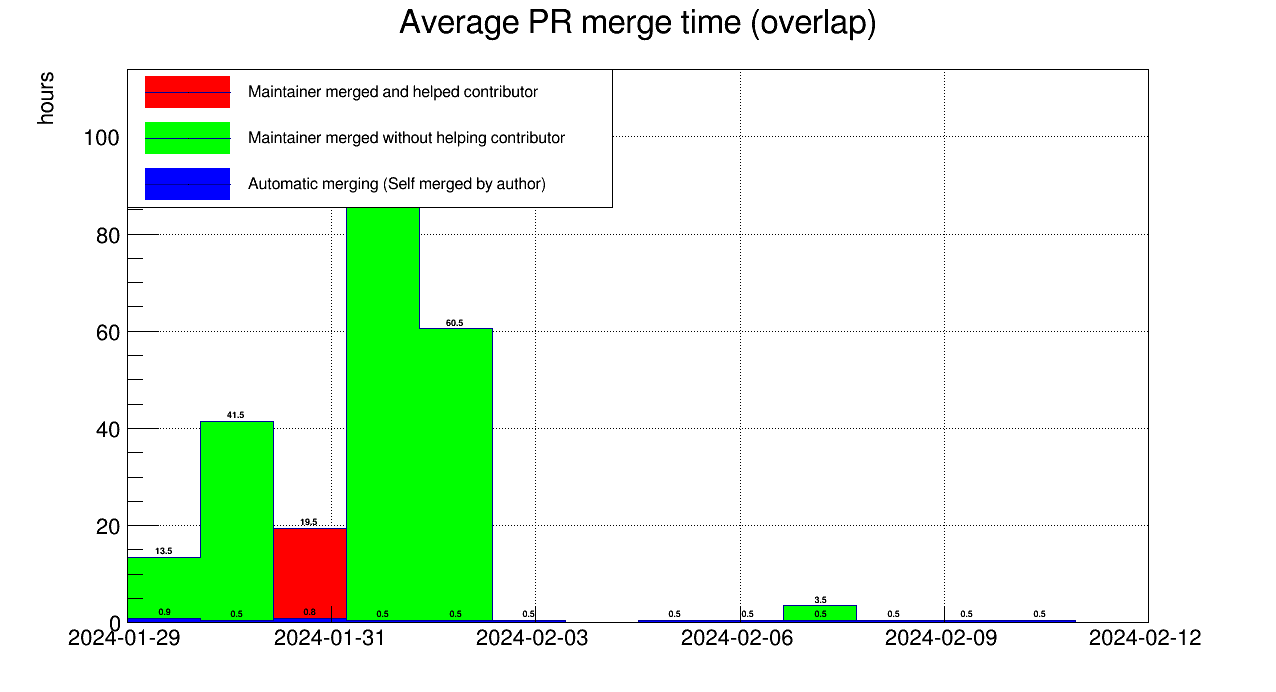 Average PR merge time (overlap)
hours
Maintainer merged and helped contributor
Maintainer merged without helping contributor
Automatic merging (Self merged by author)
100
80
60
40
20
0
60.5
41.5
19.5
13.5
3.5
0.9 0.5 0.8 0.5 0.5 0.5 0.5 0.5 0.5 0.5 0.5 0.5
2024-01-29 2024-01-31 2024-02-03 2024-02-06 2024-02-09 2024-02-12